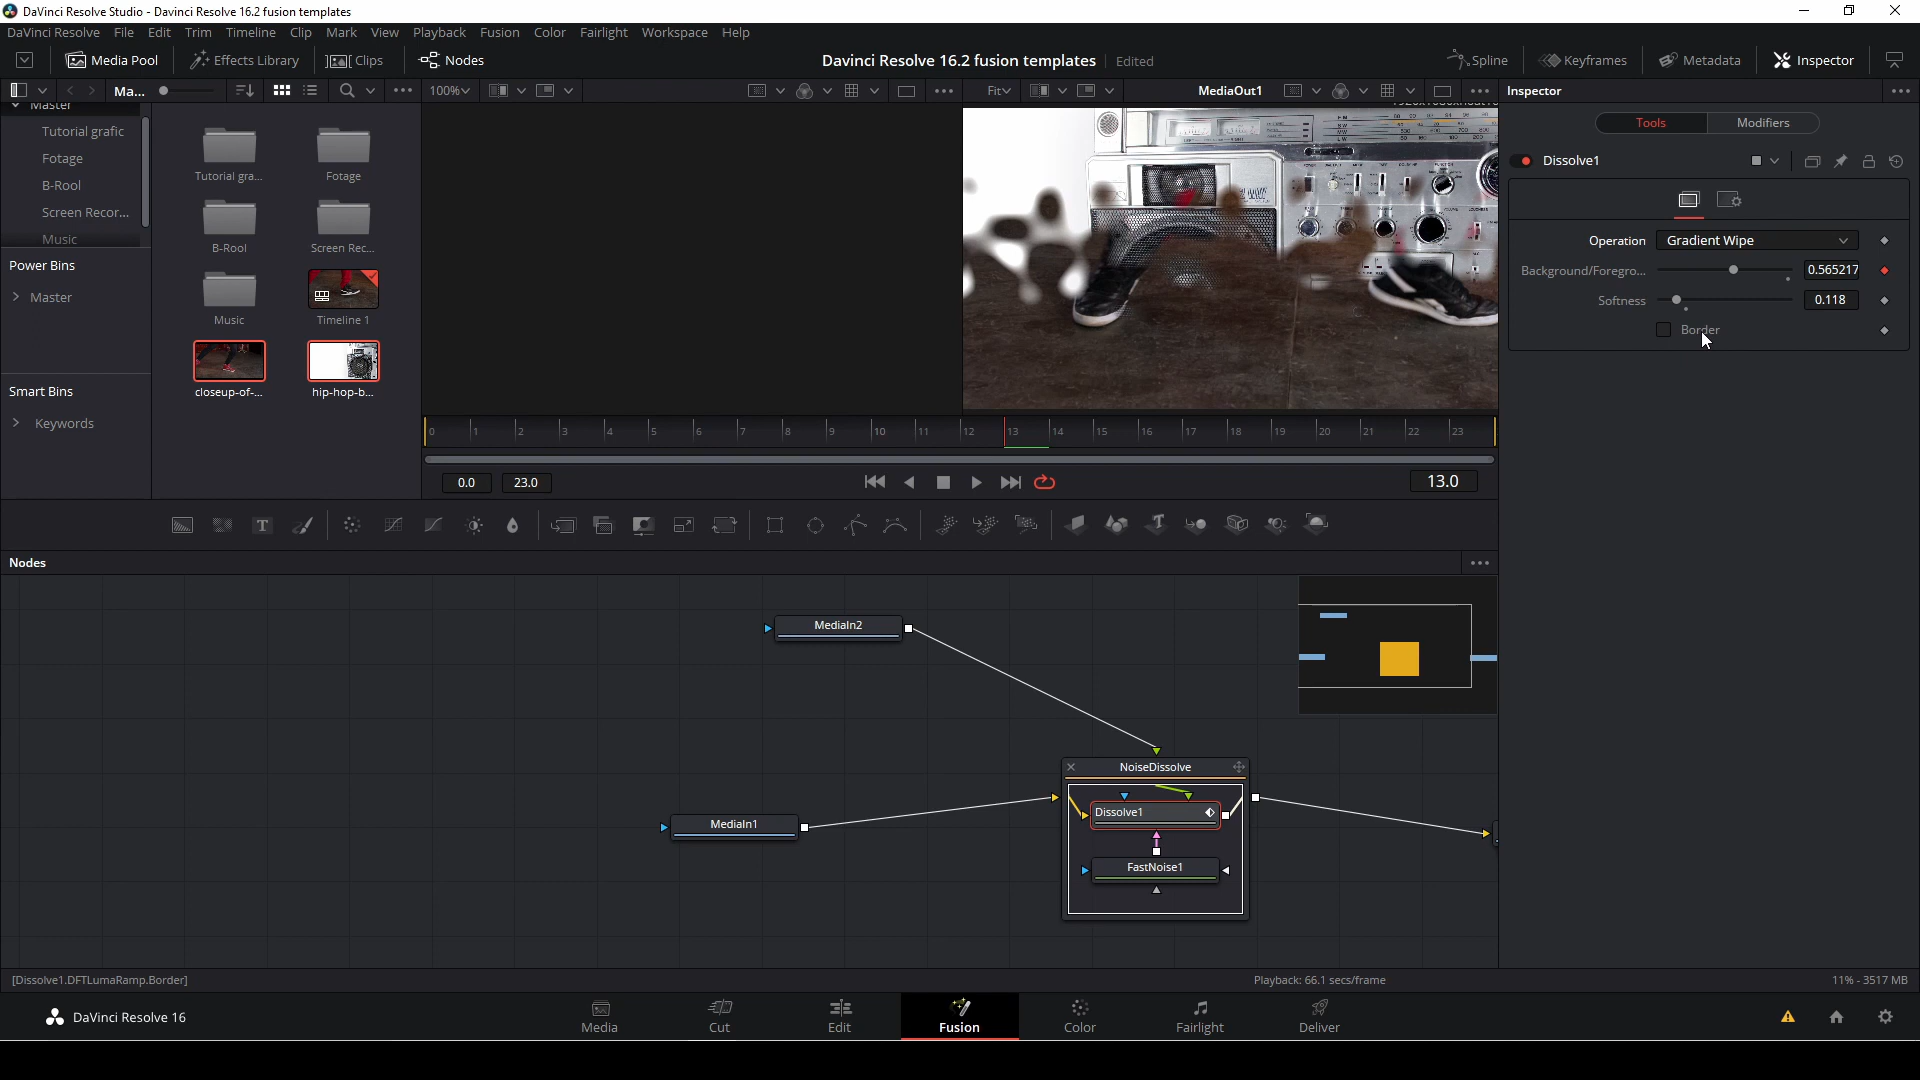 DaVinci Resolve Studio - Davinci Resolve 16.2 fusion templates
DaVinci Resolve File Edit Trim Timeline Clip Mark View Playback Fusion Color Fairlight Workspace Help
Media Pool Effects Library Clips Nodes Davinci Resolve 16.2 fusion templates Edited Spline Keyframes Metadata Inspector
Ma... 100% Fit MediaOut1 Inspector
Master
Tutorial grafic
Fotage
B-Rool
Screen Recor...
Music
Power Bins
Master
Smart Bins
Keywords
Tutorial gra... Fotage
B-Rool Screen Rec...
Music Timeline 1
closeup-of-... hip-hop-b...
Tools Modifiers
Dissolve1
Operation Gradient Wipe
Background/Foregro... 0.565217
Softness 0.118
Border
0 1 2 3 4 5 6 7 8 9 10 11 12 13 14 15 16 17 18 19 20 21 22 23
0.0 23.0 13.0
Nodes
MediaIn2
NoiseDissolve
Dissolve1
MediaIn1
FastNoise1
[Dissolve1.DFTLumaRamp.Border] Playback: 66.1 secs/frame 11% - 3517 MB
DaVinci Resolve 16 Media Cut Edit Fusion Color Fairlight Deliver